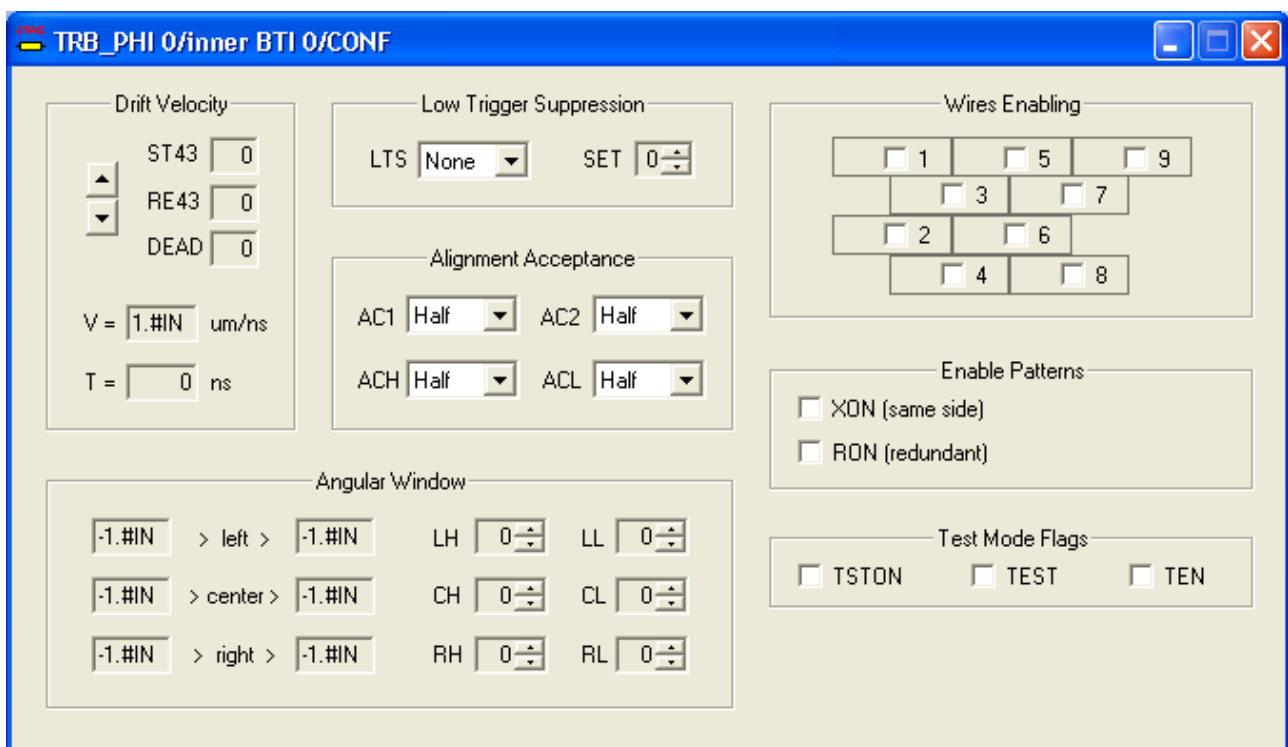 JTAG
TRB_PHI 0/inner BTI 0/CONF
Drift Velocity
ST43 0
RE43 0
DEAD 0
V = 1.#IN um/ns
T = 0 ns
Low Trigger Suppression
LTS None SET 0
Alignment Acceptance
AC1 Half AC2 Half
ACH Half ACL Half
Wires Enabling
1 5 9
3 7
2 6
4 8
Enable Patterns
XON (same side)
RON (redundant)
Angular Window
-1.#IN > left > -1.#IN LH 0 LL 0
-1.#IN > center > -1.#IN CH 0 CL 0
-1.#IN > right > -1.#IN RH 0 RL 0
Test Mode Flags
TSTON TEST TEN